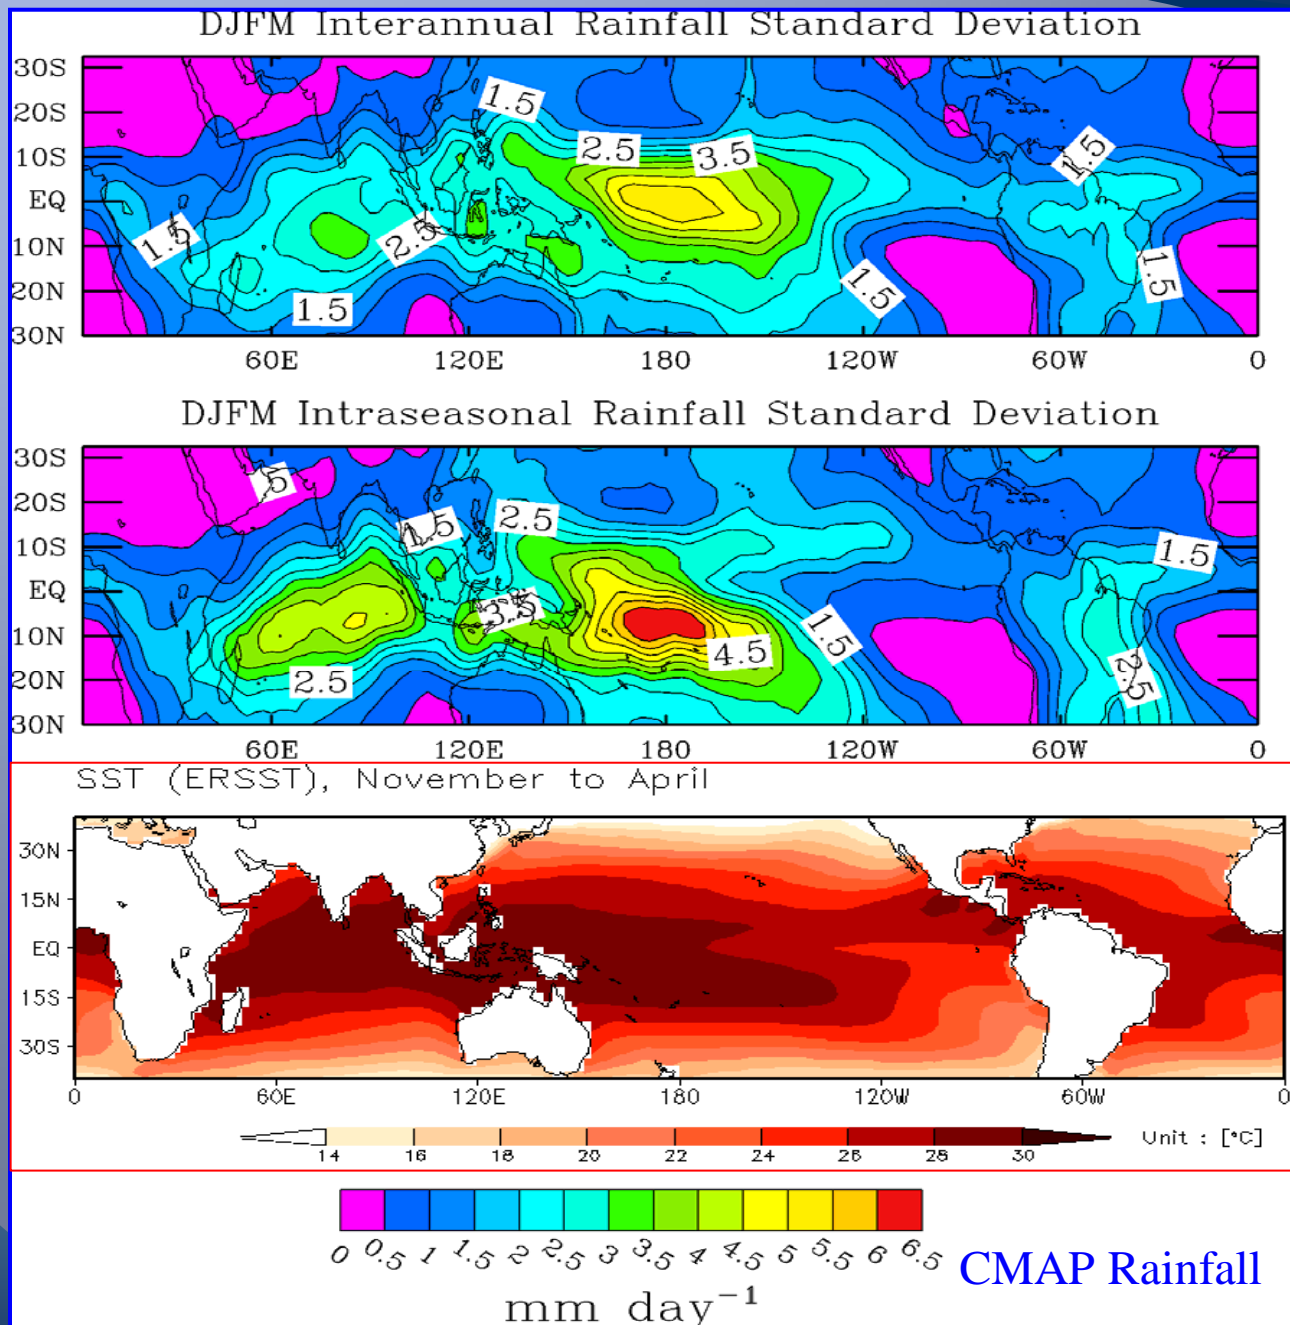 DJFM Interannual Rainfall Standard Deviation
30S
20S
10S
EQ
10N
20N
30N
1.5
2.5
3.5
1.5
1.5
2.5
1.5
1.5
1.5
60E 120E 180 120W 60W 0
DJFM Intraseasonal Rainfall Standard Deviation
30S
20S
10S
EQ
10N
20N
30N
.5
1.5
2.5
1.5
3.5
1.5
4.5
2.5
2.5
60E 120E 180 120W 60W 0
SST (ERSST), November to April
30N
15N
EQ
15S
30S
0 60E 120E 180 120W 60W 0
14 16 18 20 22 24 26 28 30 Unit : [°C]
0 0.5 1 1.5 2 2.5 3 3.5 4 4.5 5 5.5 6 6.5
CMAP Rainfall
mm day⁻¹